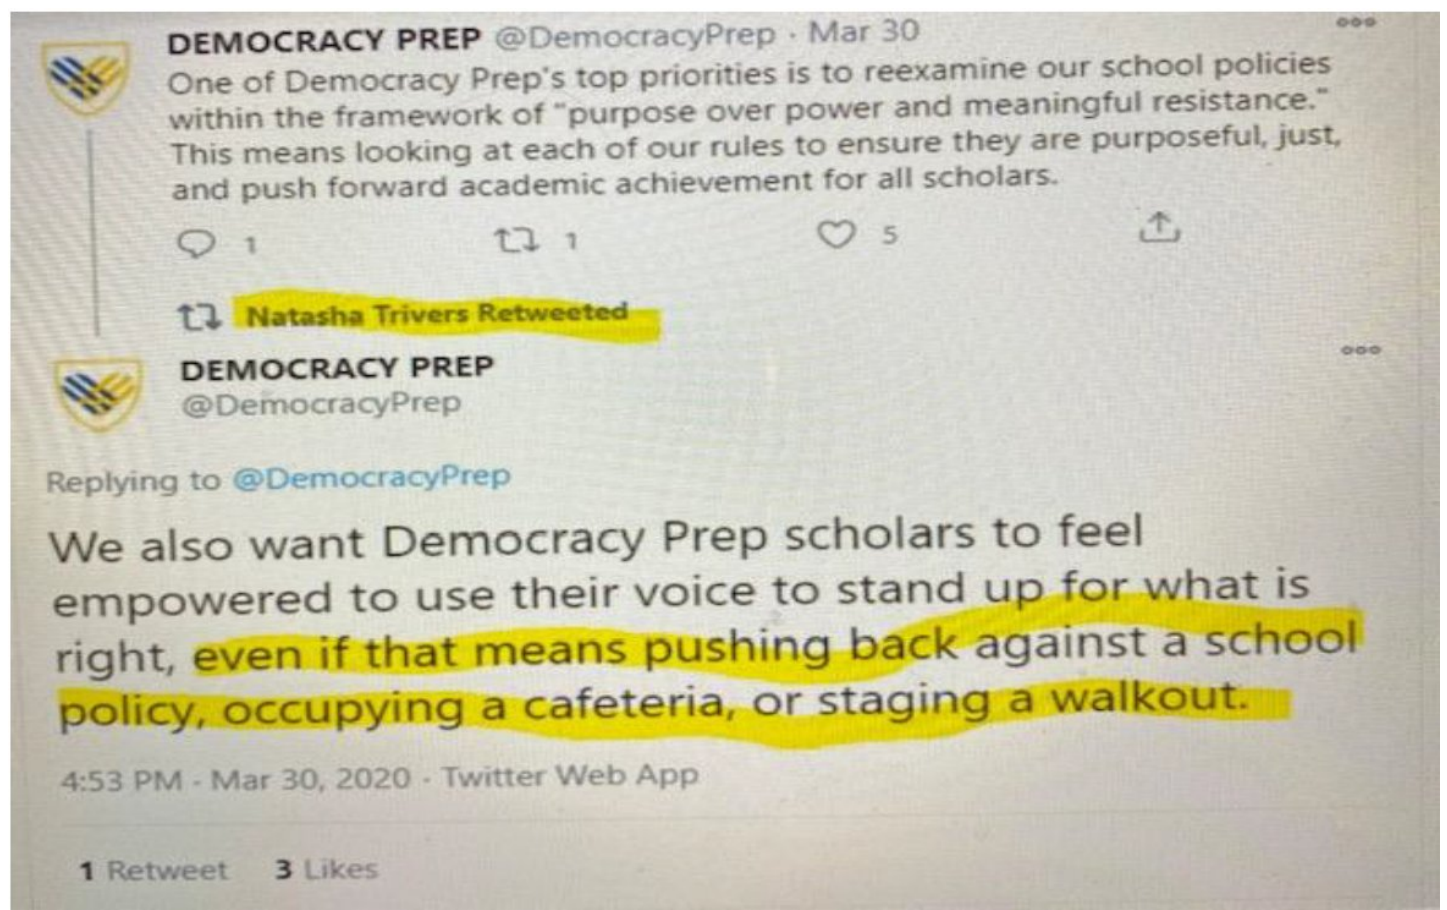 DEMOCRACY PREP @DemocracyPrep · Mar 30
One of Democracy Prep's top priorities is to reexamine our school policies
within the framework of "purpose over power and meaningful resistance."
This means looking at each of our rules to ensure they are purposeful, just,
and push forward academic achievement for all scholars.
1 1 5
Natasha Trivers Retweeted
DEMOCRACY PREP
@DemocracyPrep
Replying to @DemocracyPrep
We also want Democracy Prep scholars to feel
empowered to use their voice to stand up for what is
right, even if that means pushing back against a school
policy, occupying a cafeteria, or staging a walkout.
4:53 PM · Mar 30, 2020 · Twitter Web App
1 Retweet 3 Likes